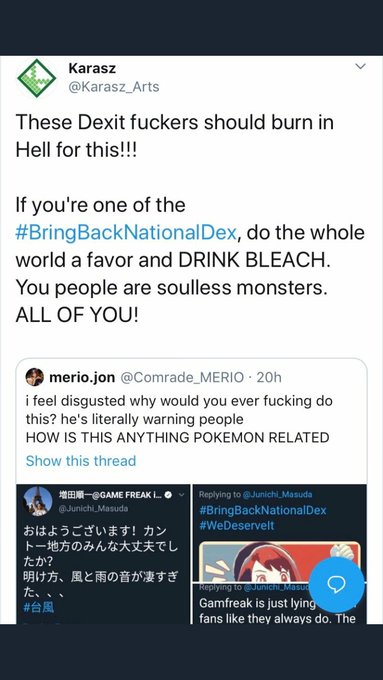 Karasz
@Karasz_Arts
These Dexit fuckers should burn in
Hell for this!!!
If you're one of the
#BringBackNationalDex, do the whole
world a favor and DRINK BLEACH.
You people are soulless monsters.
ALL OF YOU!
merio.jon @Comrade_MERIO · 20h
i feel disgusted why would you ever fucking do
this? he's literally warning people
HOW IS THIS ANYTHING POKEMON RELATED
Show this thread
増田順一@GAME FREAK i...
@Junichi_Masuda
おはようございます！カン
トー地方のみんな大丈夫でし
たか？
明け方、風と雨の音が凄すぎ
た、、、
#台風
Replying to @Junichi_Masuda
#BringBackNationalDex
#WeDeserveIt
Replying to @Junichi_Masu
Gamfreak is just lying
fans like they always do. The